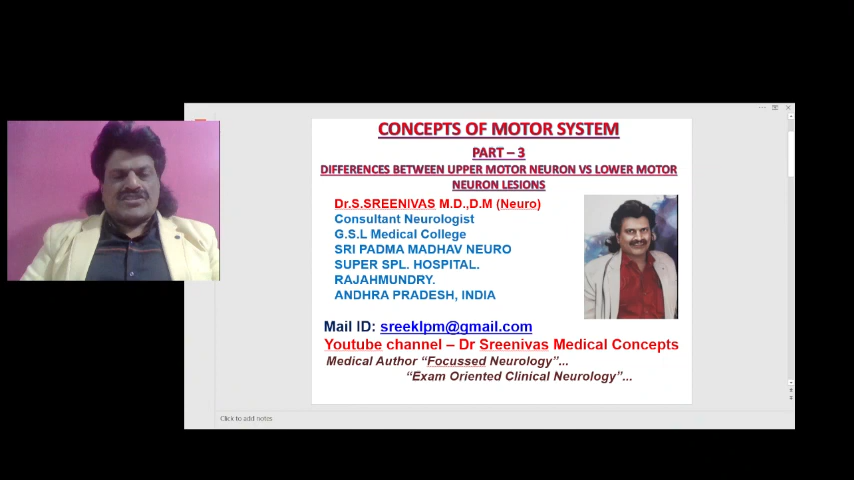 CONCEPTS OF MOTOR SYSTEM
PART – 3
DIFFERENCES BETWEEN UPPER MOTOR NEURON VS LOWER MOTOR
NEURON LESIONS
Dr.S.SREENIVAS M.D.,D.M (Neuro)
Consultant Neurologist
G.S.L Medical College
SRI PADMA MADHAV NEURO
SUPER SPL. HOSPITAL.
RAJAHMUNDRY.
ANDHRA PRADESH, INDIA
Mail ID: sreeklpm@gmail.com
Youtube channel – Dr Sreenivas Medical Concepts
Medical Author “Focussed Neurology”...
“Exam Oriented Clinical Neurology”...
Click to add notes